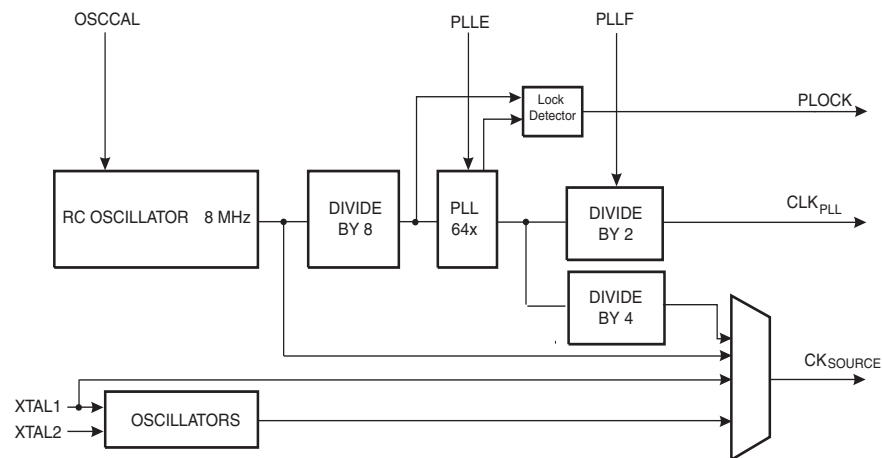 OSCCAL
PLLE
PLLF
Lock
Detector
PLOCK
RC OSCILLATOR 8 MHz
DIVIDE
BY 8
PLL
64x
DIVIDE
BY 2
CLKPLL
DIVIDE
BY 4
CKSOURCE
XTAL1
XTAL2
OSCILLATORS